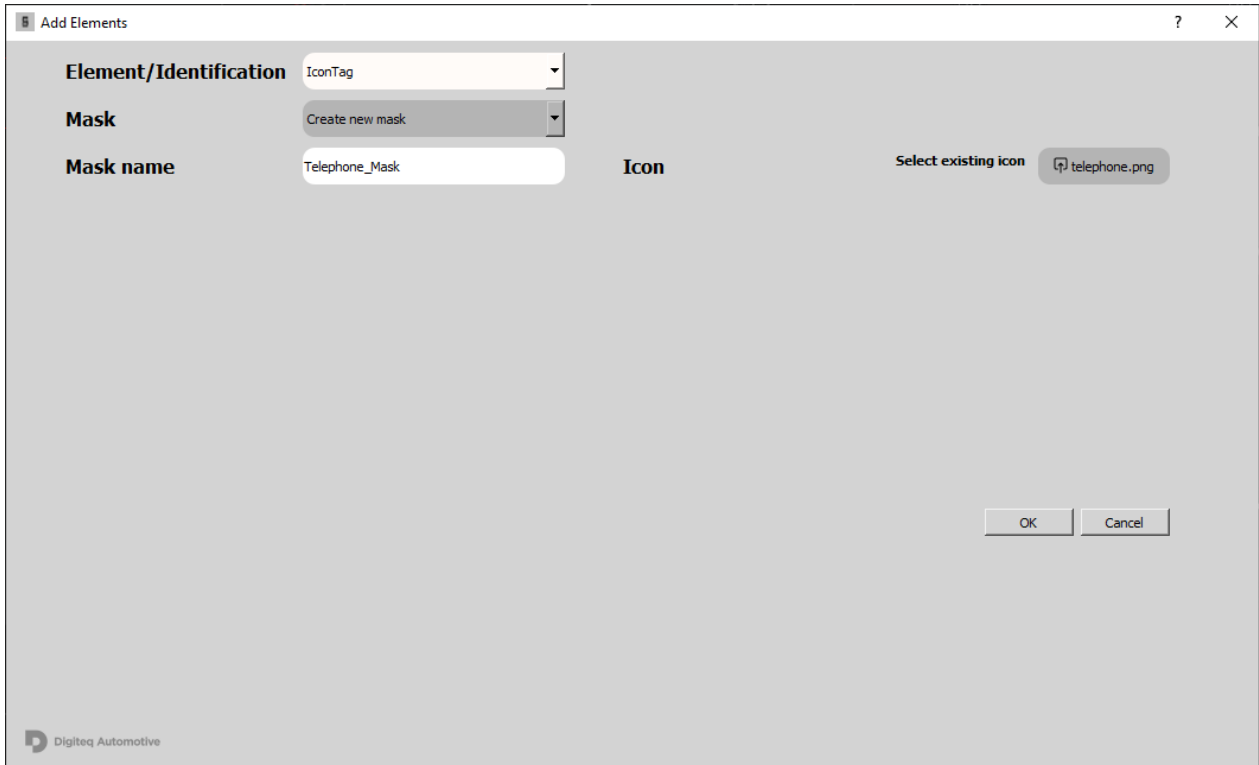 Add Elements
?
Element/Identification IconTag
Mask Create new mask
Mask name Telephone_Mask Icon Select existing icon telephone.png
OK Cancel
Digiteq Automotive